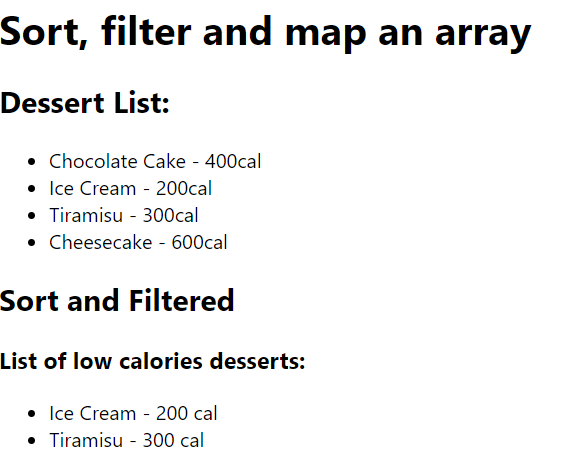 Sort, filter and map an array
Dessert List:
• Chocolate Cake - 400cal
• Ice Cream - 200cal
• Tiramisu - 300cal
• Cheesecake - 600cal
Sort and Filtered
List of low calories desserts:
• Ice Cream - 200 cal
• Tiramisu - 300 cal